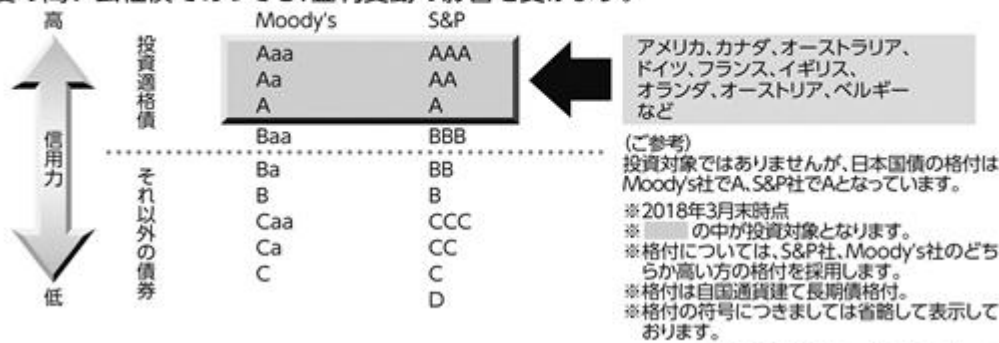 高 Moody's S&P
投資適格債
Aaa AAA
Aa AA
A A
Baa BBB
信用力
それ以外の債券
Ba BB
B B
Caa CCC
Ca CC
C C
D
低
アメリカ、カナダ、オーストラリア、
ドイツ、フランス、イギリス、
オランダ、オーストリア、ベルギー
など
(ご参考)
投資対象ではありませんが、日本国債の格付は
Moody's社でA、S&P社でAとなっています。
※2018年3月末時点
※ の中が投資対象となります。
※格付については、S&P社、Moody's社のどち
らか高い方の格付を採用します。
※格付は自国通貨建て長期債格付。
※格付の符号につきましては省略して表示して
おります。